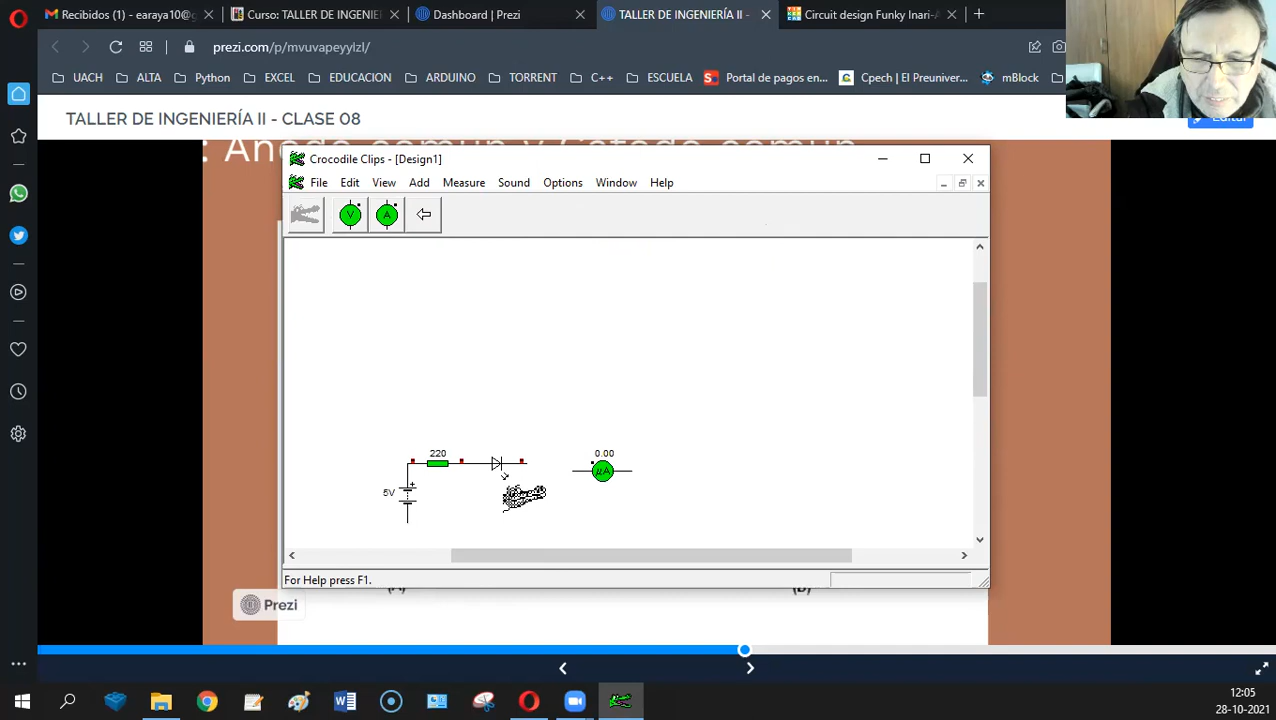 Recibidos (1) - earaya10@g
Curso: TALLER DE INGENIE
Dashboard | Prezi
TALLER DE INGENIERÍA II -
Circuit design Funky Inari-A
prezi.com/p/mvuvapeyylzl/
UACH
ALTA
Python
EXCEL
EDUCACION
ARDUINO
TORRENT
C++
ESCUELA
Portal de pagos en...
Cpech | El Preuniver...
mBlock
TALLER DE INGENIERÍA II - CLASE 08
Editar
Crocodile Clips - [Design1]
File Edit View Add Measure Sound Options Window Help
V
A
220
0.00
µA
5V
+
For Help press F1.
Prezi
12:05
28-10-2021